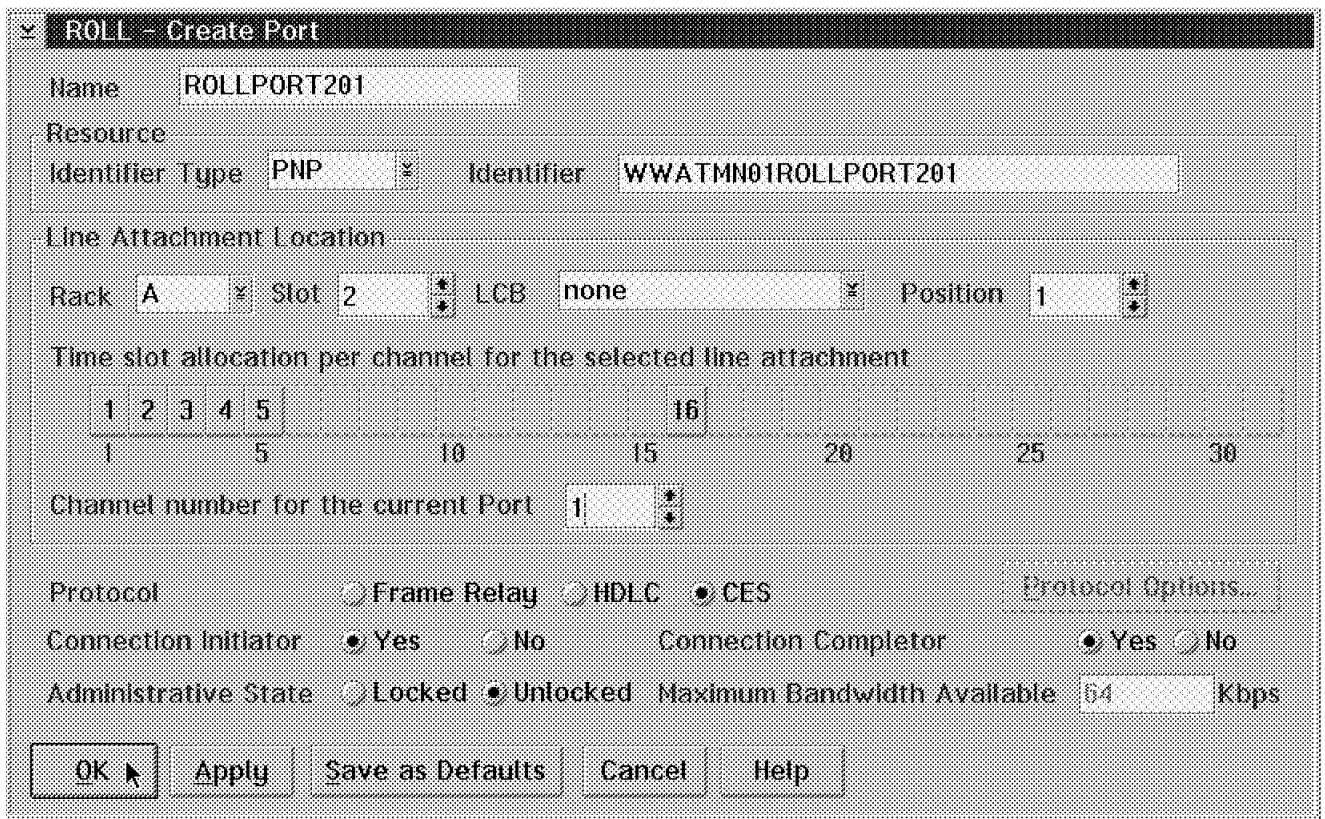 ROLL - Create Port
Name ROLLPORT201
Resource
Identifier Type PNP Identifier WWATMN01ROLLPORT201
Line Attachment Location
Rack A Slot 2 LCB none Position 1
Time slot allocation per channel for the selected line attachment
1 2 3 4 5 16
1 5 10 15 20 25 30
Channel number for the current Port 1
Protocol Frame Relay HDLC CES Protocol Options...
Connection Initiator Yes No Connection Completor Yes No
Administrative State Locked Unlocked Maximum Bandwidth Available 64 Kbps
OK Apply Save as Defaults Cancel Help